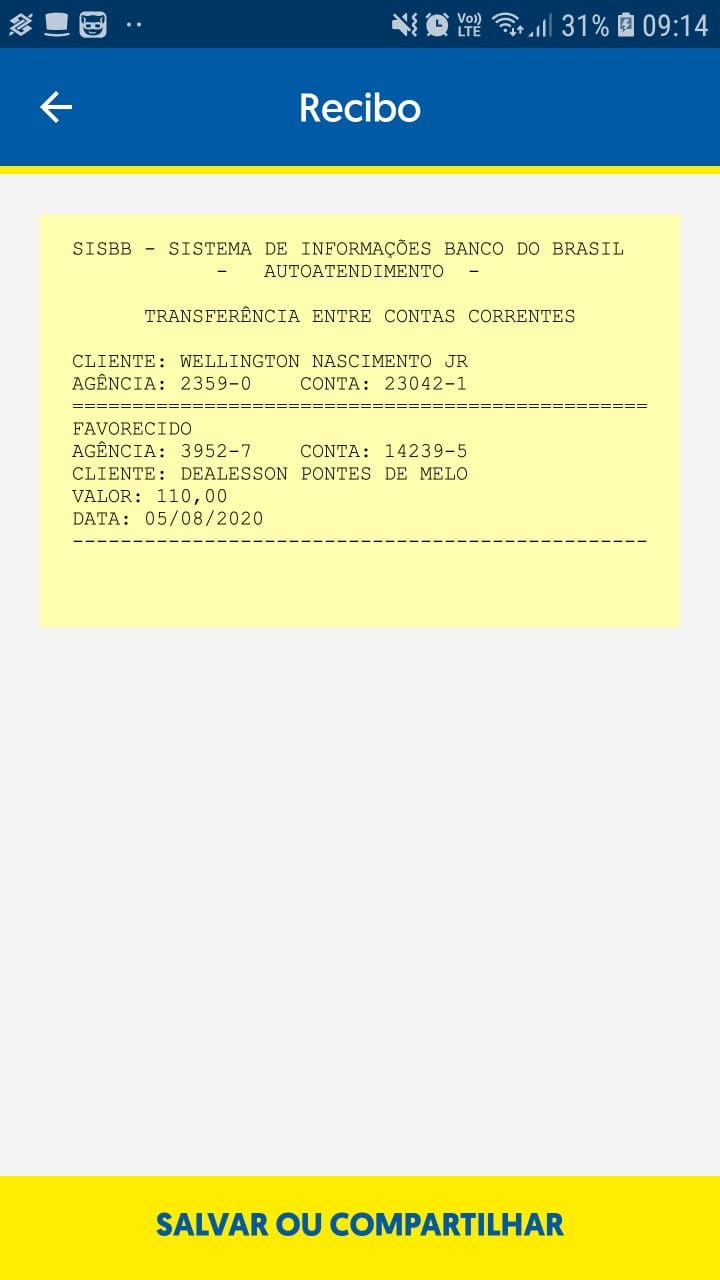 Vo))
LTE
31%
09:14
Recibo
SISBB - SISTEMA DE INFORMAÇÕES BANCO DO BRASIL
- AUTOATENDIMENTO -
TRANSFERÊNCIA ENTRE CONTAS CORRENTES
CLIENTE: WELLINGTON NASCIMENTO JR
AGÊNCIA: 2359-0 CONTA: 23042-1
================================================
FAVORECIDO
AGÊNCIA: 3952-7 CONTA: 14239-5
CLIENTE: DEALESSON PONTES DE MELO
VALOR: 110,00
DATA: 05/08/2020
------------------------------------------------
SALVAR OU COMPARTILHAR